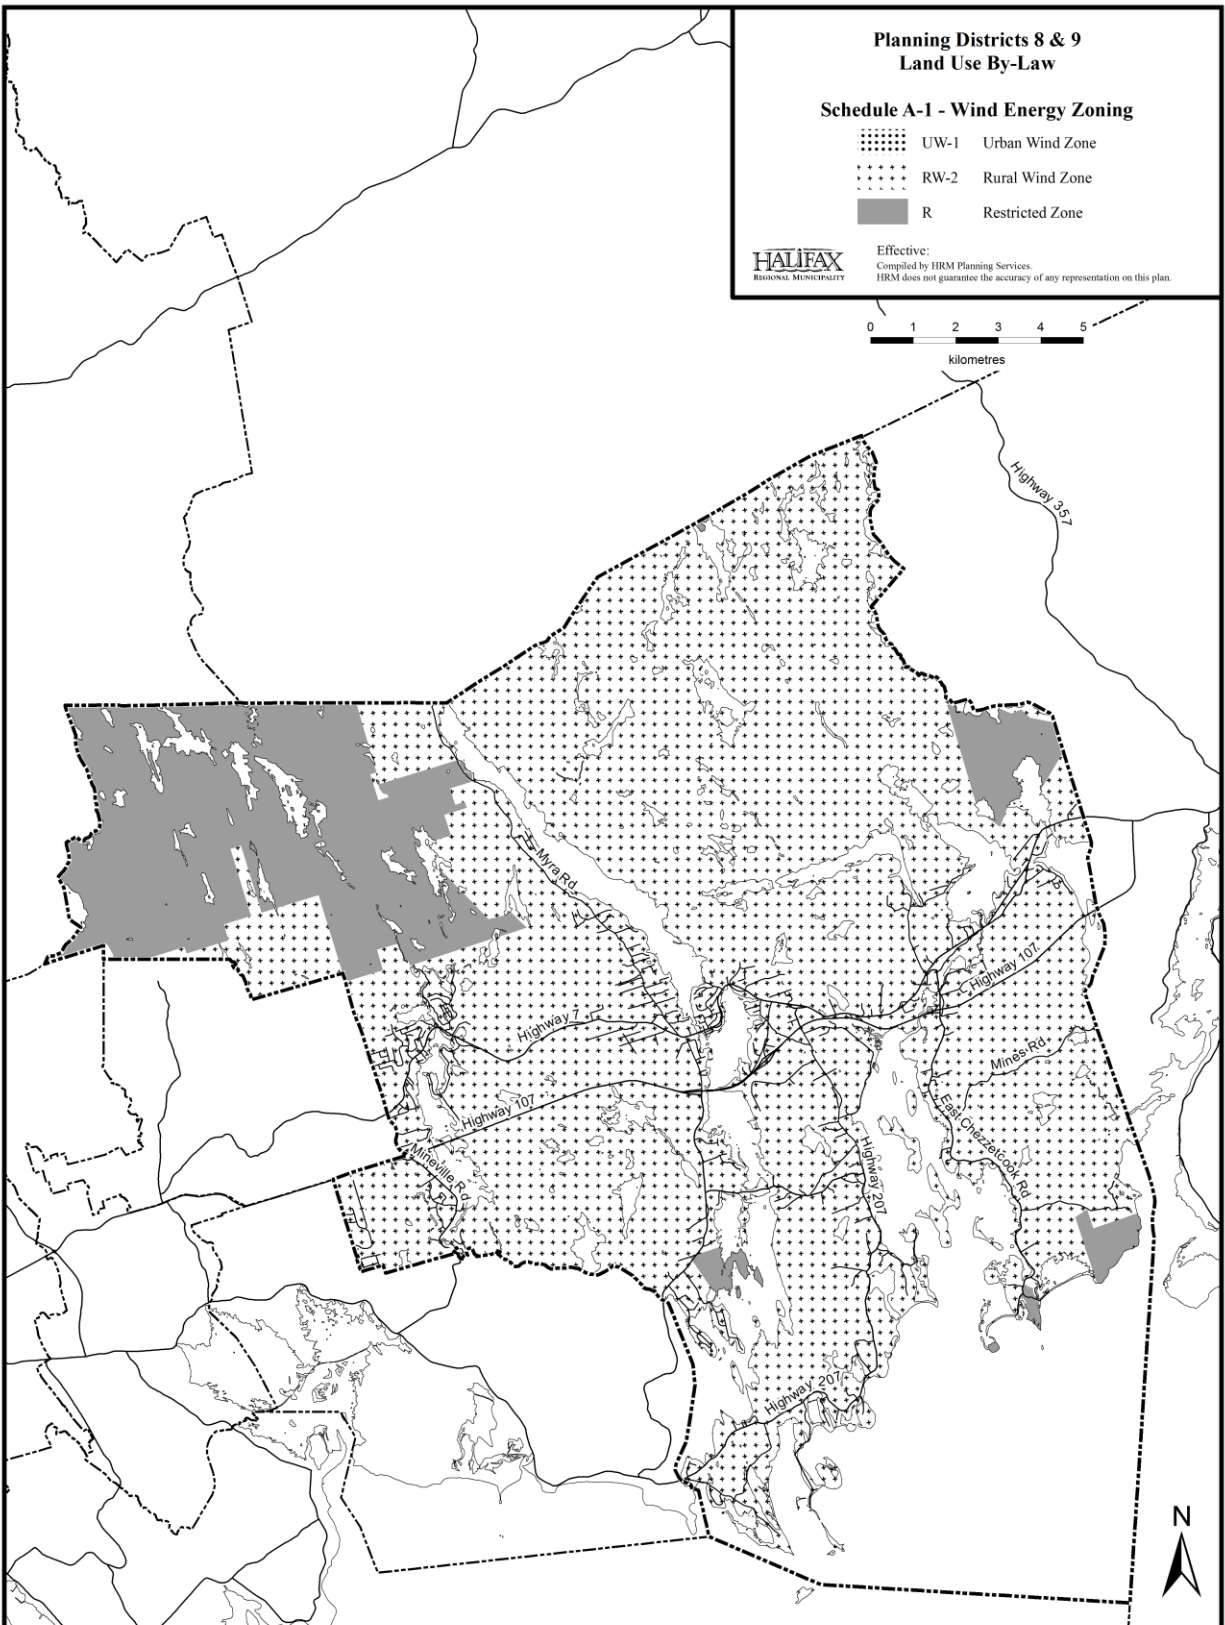 Planning Districts 8 & 9
Land Use By-Law
Schedule A-1 - Wind Energy Zoning
UW-1 Urban Wind Zone
RW-2 Rural Wind Zone
R Restricted Zone
HALIFAX
REGIONAL MUNICIPALITY
Effective:
Compiled by HRM Planning Services.
HRM does not guarantee the accuracy of any representation on this plan.
0 1 2 3 4 5
kilometres
Highway 357
Myra Rd
Highway 107
Highway 7
Mines Rd
Highway 107
East Chezzetcook Rd
Mineville Rd
Highway 207
Highway 207
N